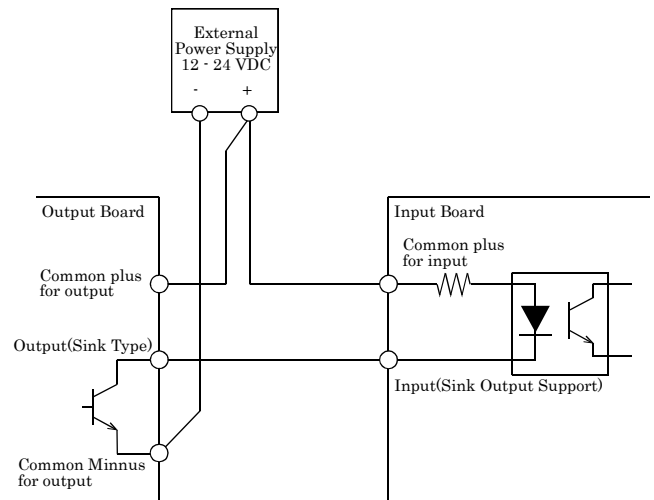 External
Power Supply
12 - 24 VDC
- +
Output Board
Input Board
Common plus
for input
Common plus
for output
Output(Sink Type)
Input(Sink Output Support)
Common Minnus
for output